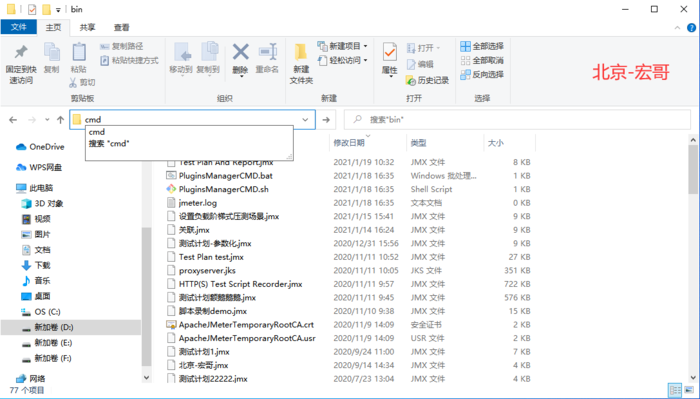 bin
文件
主页
共享
查看
固定到快
速访问
复制
粘贴
复制路径
粘贴快捷方式
剪切
剪贴板
移动到
复制到
删除
重命名
组织
新建
文件夹
新建项目
轻松访问
新建
属性
打开
编辑
历史记录
打开
全部选择
全部取消
反向选择
选择
北京-宏哥
cmd
搜索"bin"
cmd
搜索 "cmd"
修改日期 类型 大小
OneDrive
WPS网盘
此电脑
3D 对象
视频
图片
文档
下载
音乐
桌面
OS (C:)
新加卷 (D:)
新加卷 (E:)
新加卷 (F:)
网络
Test Plan And Report.jmx 2021/1/19 10:32 JMX 文件 8 KB
PluginsManagerCMD.bat 2021/1/18 16:35 Windows 批处理... 1 KB
PluginsManagerCMD.sh 2021/1/18 16:35 Shell Script 1 KB
jmeter.log 2021/1/18 16:35 文本文档 0 KB
设置负载阶梯式压测场景.jmx 2021/1/15 15:41 JMX 文件 9 KB
关联.jmx 2021/1/14 16:24 JMX 文件 9 KB
测试计划-参数化.jmx 2020/12/31 15:56 JMX 文件 9 KB
Test Plan test.jmx 2020/11/11 10:52 JMX 文件 27 KB
proxyserver.jks 2020/11/11 10:05 JKS 文件 351 KB
HTTP(S) Test Script Recorder.jmx 2020/11/11 9:57 JMX 文件 722 KB
2020/11/11 9:45 JMX 文件 576 KB
脚本录制demo.jmx 2020/11/10 9:38 JMX 文件 15 KB
ApacheJMeterTemporaryRootCA.crt 2020/11/9 14:09 安全证书 2 KB
ApacheJMeterTemporaryRootCA.usr 2020/11/9 14:09 USR 文件 2 KB
测试计划1.jmx 2020/9/24 11:00 JMX 文件 7 KB
北京-宏哥.jmx 2020/9/14 14:34 JMX 文件 4 KB
测试计划22222.jmx 2020/7/23 13:04 JMX 文件 4 KB
77 个项目